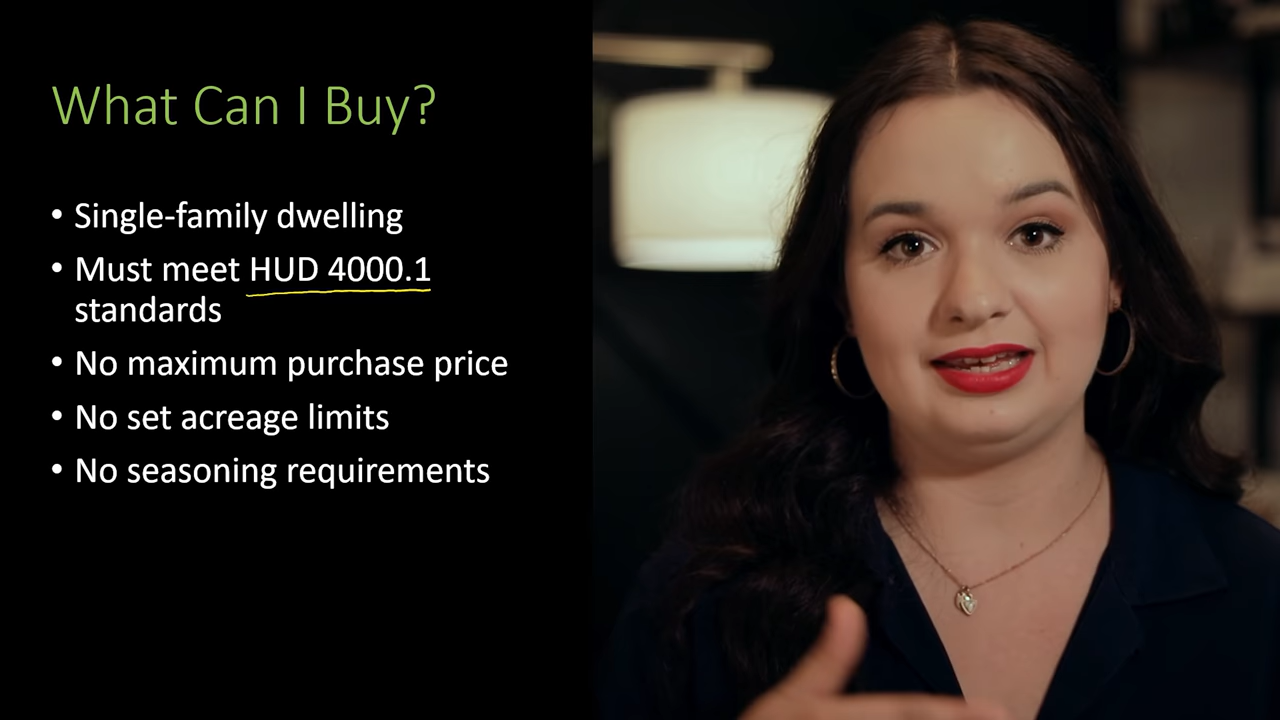 What Can I Buy?
• Single-family dwelling
• Must meet HUD 4000.1
standards
• No maximum purchase price
• No set acreage limits
• No seasoning requirements